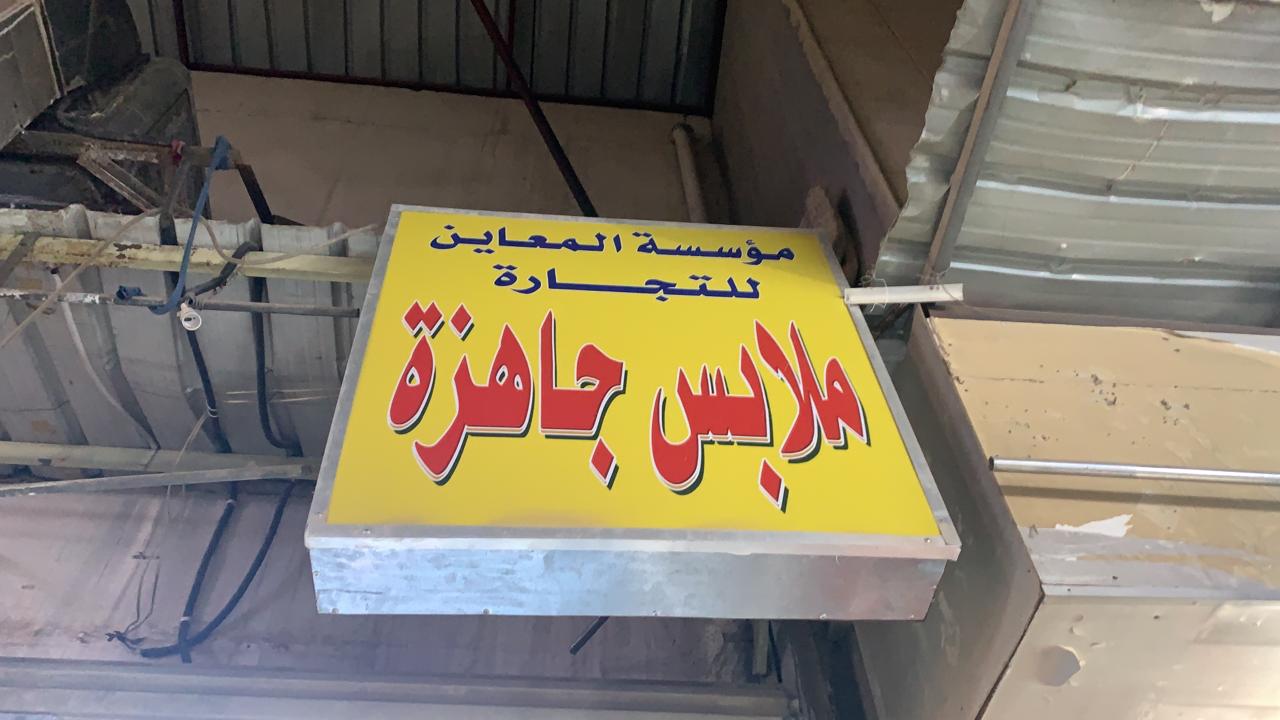 مؤسسة المعاين
للتجارة
ملابس جاهزة